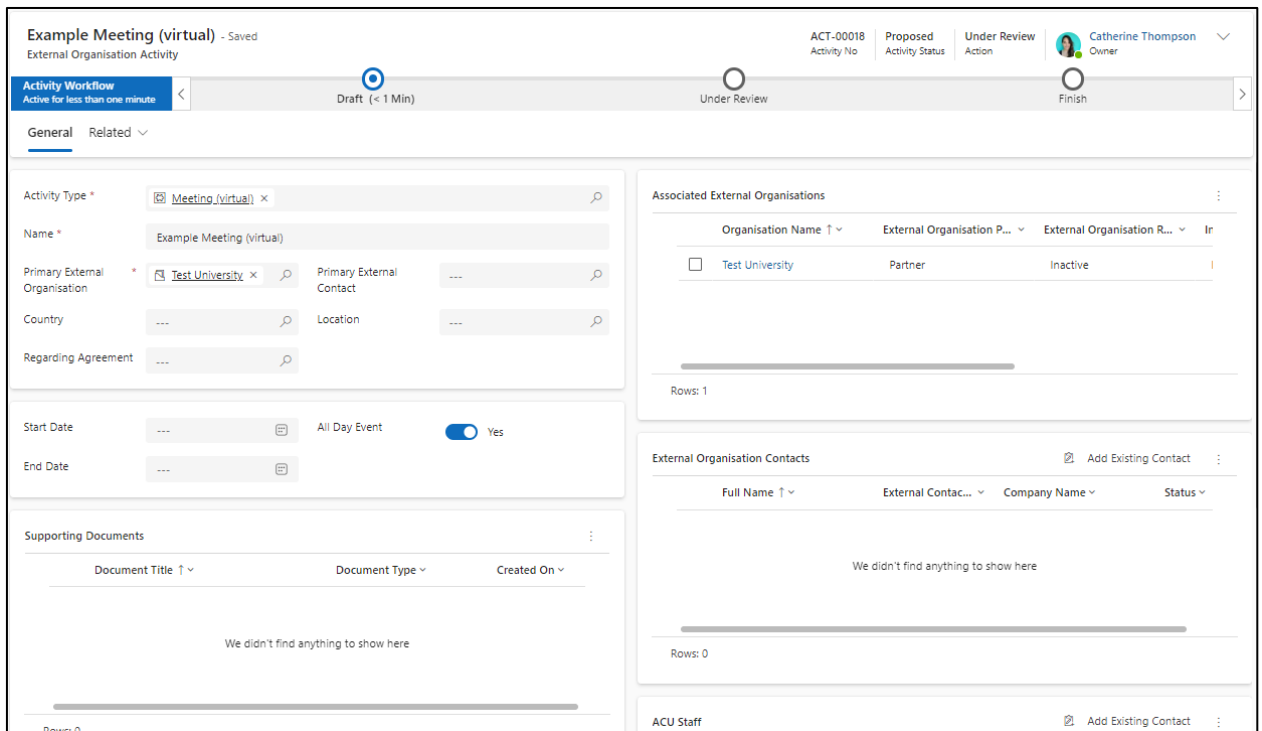 Example Meeting (virtual) - Saved
External Organisation Activity
ACT-00018
Activity No
Proposed
Activity Status
Under Review
Action
Catherine Thompson
Owner
Activity Workflow
Active for less than one minute
Draft (< 1 Min)
Under Review
Finish
General Related
Activity Type * Meeting (virtual) ×
Name * Example Meeting (virtual)
Primary External
Organisation
* Test University ×
Primary External
Contact
---
Country --- Location ---
Regarding Agreement ---
Start Date --- All Day Event Yes
End Date ---
Supporting Documents
Document Title ↑ Document Type Created On
We didn't find anything to show here
Rows: 0
Associated External Organisations
Organisation Name ↑ External Organisation P... External Organisation R... In
Test University Partner Inactive
Rows: 1
External Organisation Contacts Add Existing Contact
Full Name ↑ External Contac... Company Name Status
We didn't find anything to show here
Rows: 0
ACU Staff Add Existing Contact